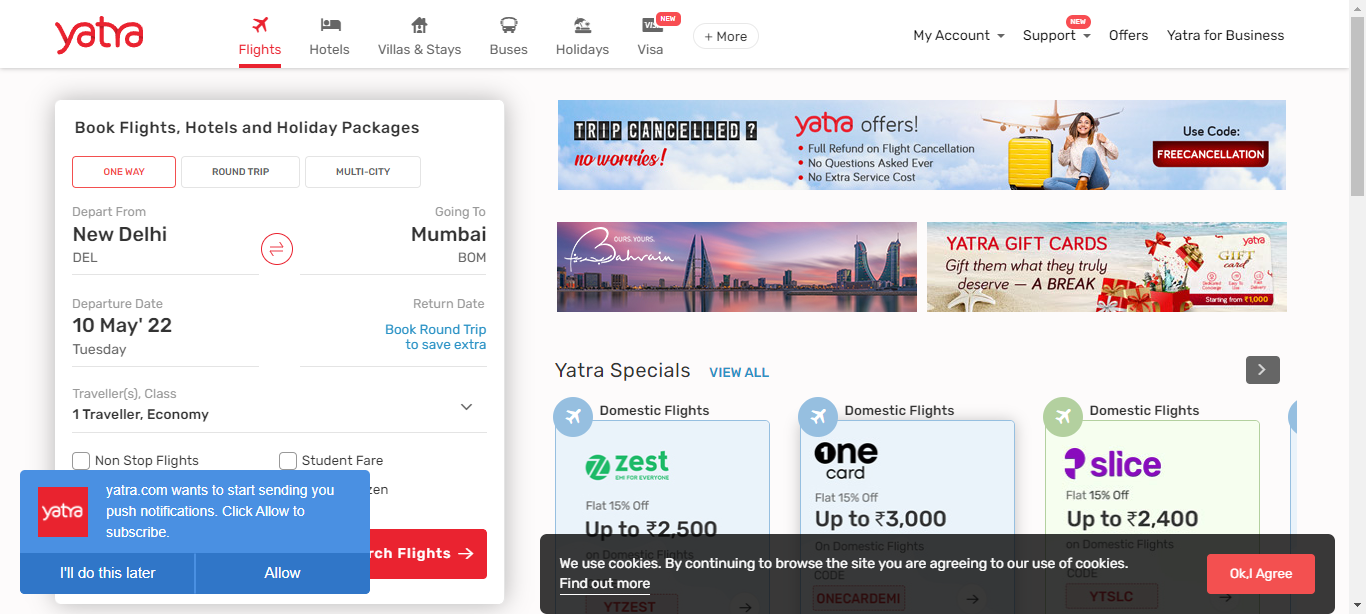 yatra
Flights
Hotels
Villas & Stays
Buses
Holidays
VISA
NEW
Visa
+ More
My Account
NEW
Support
Offers
Yatra for Business
Book Flights, Hotels and Holiday Packages
ONE WAY
ROUND TRIP
MULTI-CITY
Depart From
New Delhi
DEL
Going To
Mumbai
BOM
Departure Date
10 May' 22
Tuesday
Return Date
Book Round Trip
to save extra
Traveller(s), Class
1 Traveller, Economy
Non Stop Flights
Student Fare
yatra
yatra.com wants to start sending you
push notifications. Click Allow to
subscribe.
I'll do this later
Allow
Flights
TRIP CANCELLED ?
no worries!
yatra offers!
• Full Refund on Flight Cancellation
• No Questions Asked Ever
• No Extra Service Cost
Use Code:
FREECANCELLATION
OURS. YOURS.
Bahrain
YATRA GIFT CARDS
Gift them what they truly
deserve — A BREAK
yatra
GIFT
card
Starting from ₹1,000
Yatra Specials
VIEW ALL
Domestic Flights
zest
EMI FOR EVERYONE
Flat 15% Off
Up to ₹2,500
on Domestic Flights
YTZEST
Domestic Flights
one
card
Flat 15% Off
Up to ₹3,000
On Domestic Flights
CODE
ONECARDEMI
Domestic Flights
slice
Flat 15% Off
Up to ₹2,400
on Domestic Flights
CODE
YTSLC
We use cookies. By continuing to browse the site you are agreeing to our use of cookies.
Find out more
Ok,I Agree